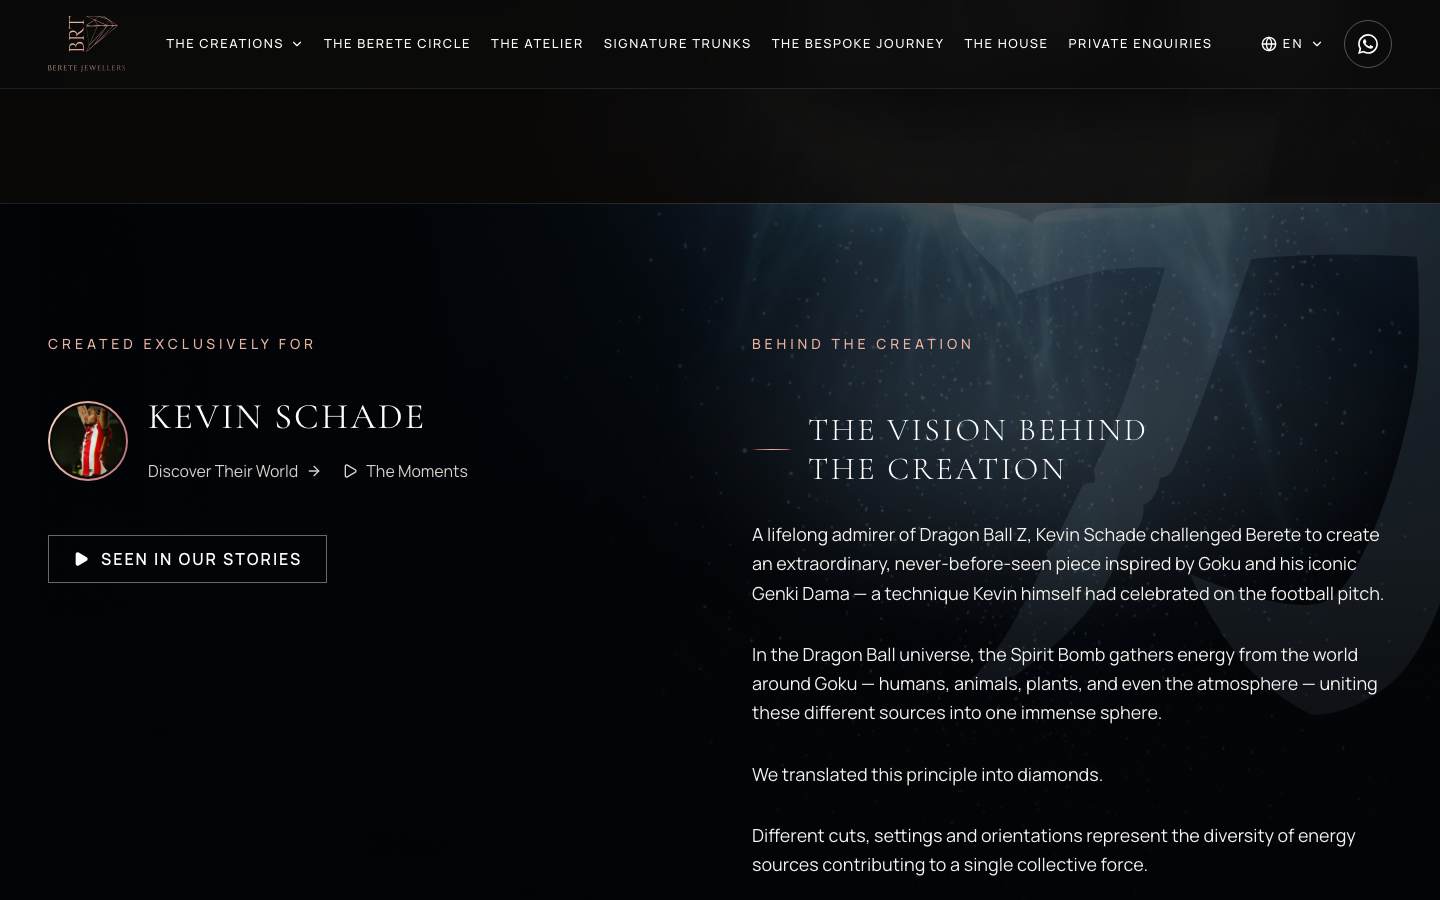 BRT
BERETE JEWELLERS
THE CREATIONS
THE BERETE CIRCLE
THE ATELIER
SIGNATURE TRUNKS
THE BESPOKE JOURNEY
THE HOUSE
PRIVATE ENQUIRIES
EN
CREATED EXCLUSIVELY FOR
KEVIN SCHADE
Discover Their World
The Moments
SEEN IN OUR STORIES
BEHIND THE CREATION
THE VISION BEHIND
THE CREATION
A lifelong admirer of Dragon Ball Z, Kevin Schade challenged Berete to create
an extraordinary, never-before-seen piece inspired by Goku and his iconic
Genki Dama — a technique Kevin himself had celebrated on the football pitch.
In the Dragon Ball universe, the Spirit Bomb gathers energy from the world
around Goku — humans, animals, plants, and even the atmosphere — uniting
these different sources into one immense sphere.
We translated this principle into diamonds.
Different cuts, settings and orientations represent the diversity of energy
sources contributing to a single collective force.